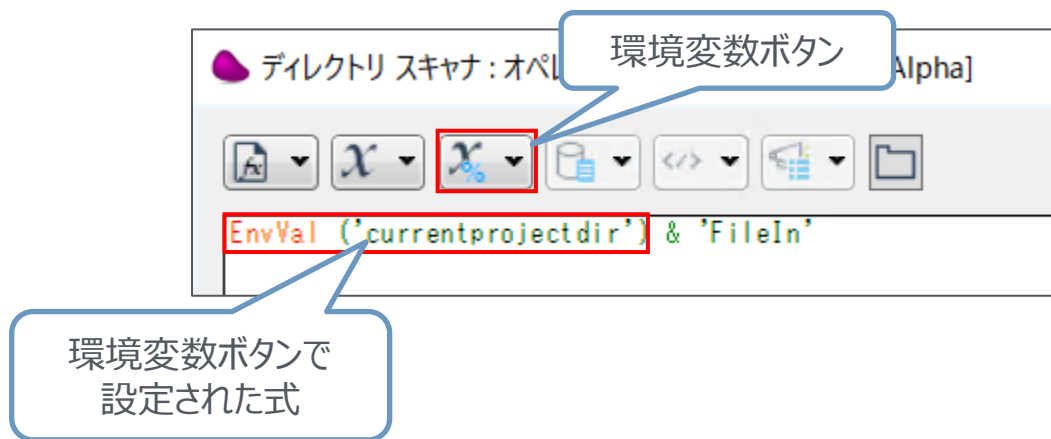 環境変数ボタン
ディレクトリ スキャナ : オペレ
Alpha]
EnvVal ('currentprojectdir') & 'FileIn'
環境変数ボタンで
設定された式